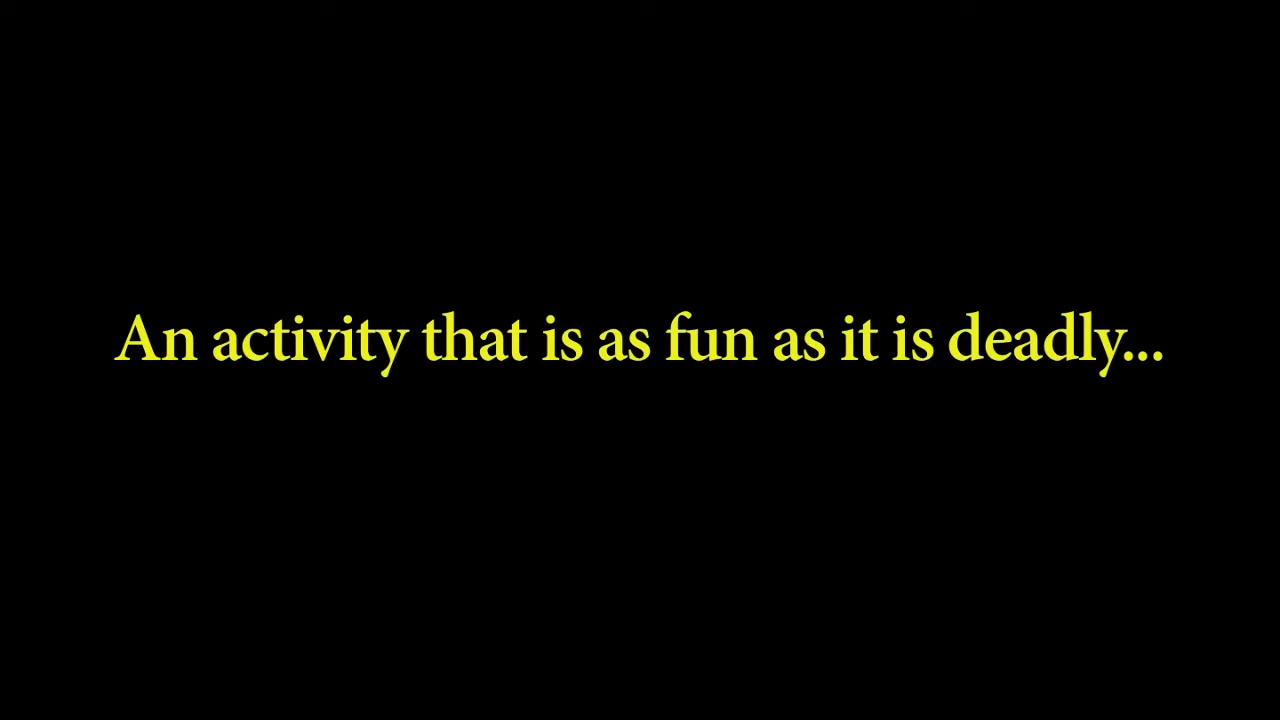 An activity that is as fun as it is deadly...